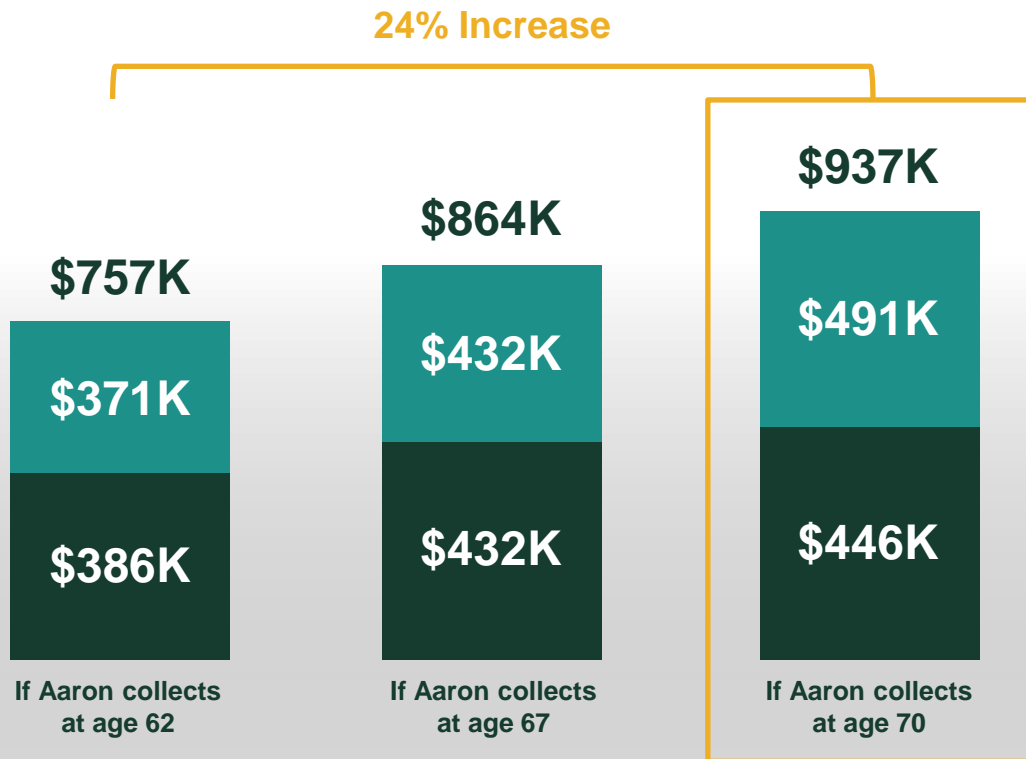 24% Increase
$757K
$864K
$937K
$371K
$432K
$491K
$386K
$432K
$446K
If Aaron collects
at age 62
If Aaron collects
at age 67
If Aaron collects
at age 70